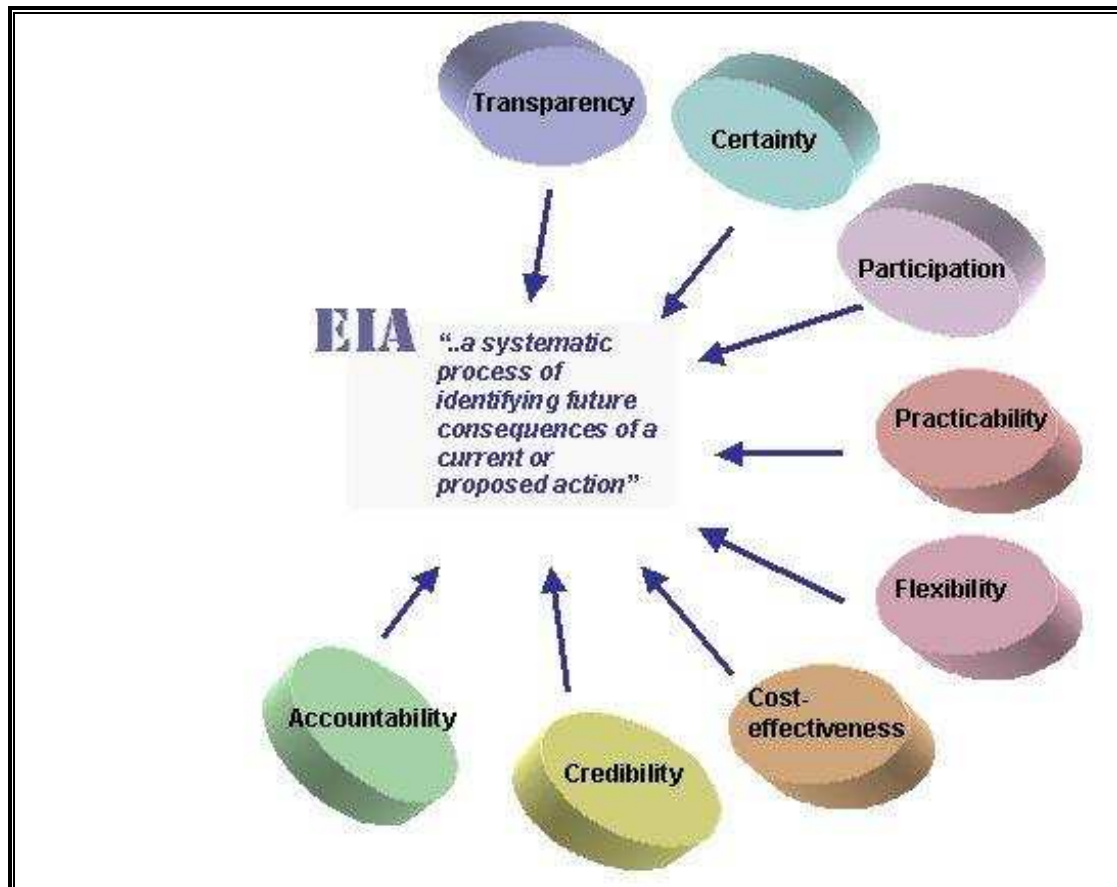 Transparency
Certainty
Participation
Practicability
Flexibility
Cost-
effectiveness
Credibility
Accountability
EIA
“..a systematic
process of
identifying future
consequences of a
current or
proposed action”